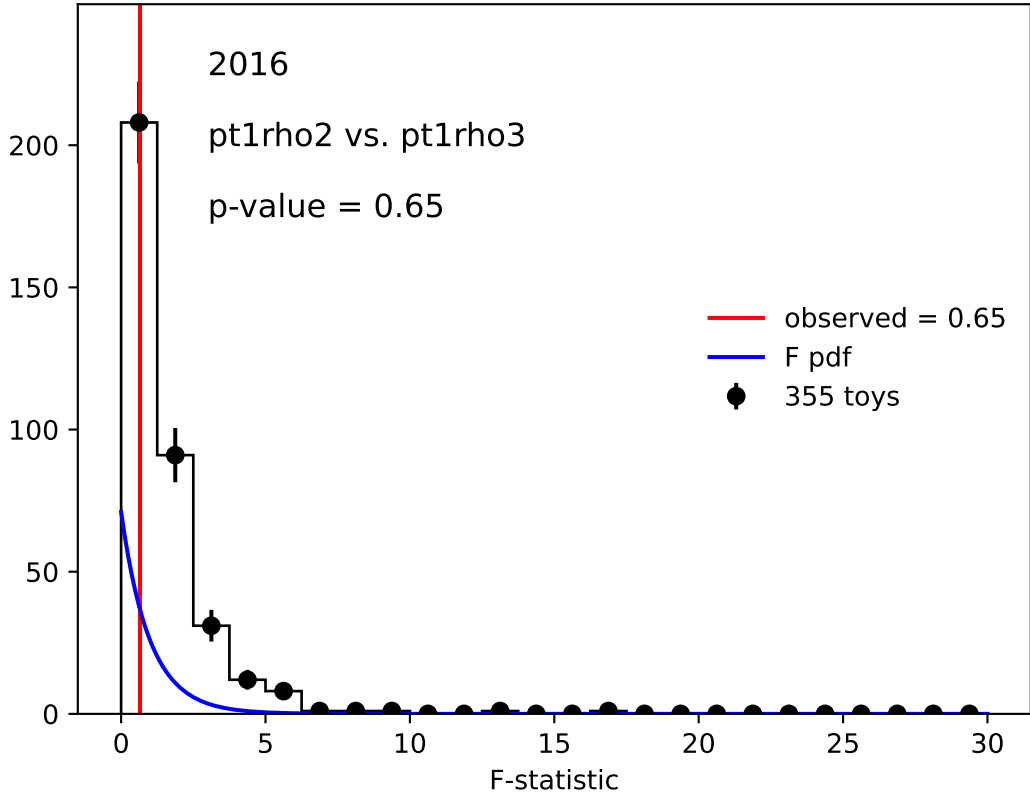 2016
pt1rho2 vs. pt1rho3
p-value = 0.65
observed = 0.65
F pdf
355 toys
200
150
100
50
0
0 5 10 15 20 25 30
F-statistic